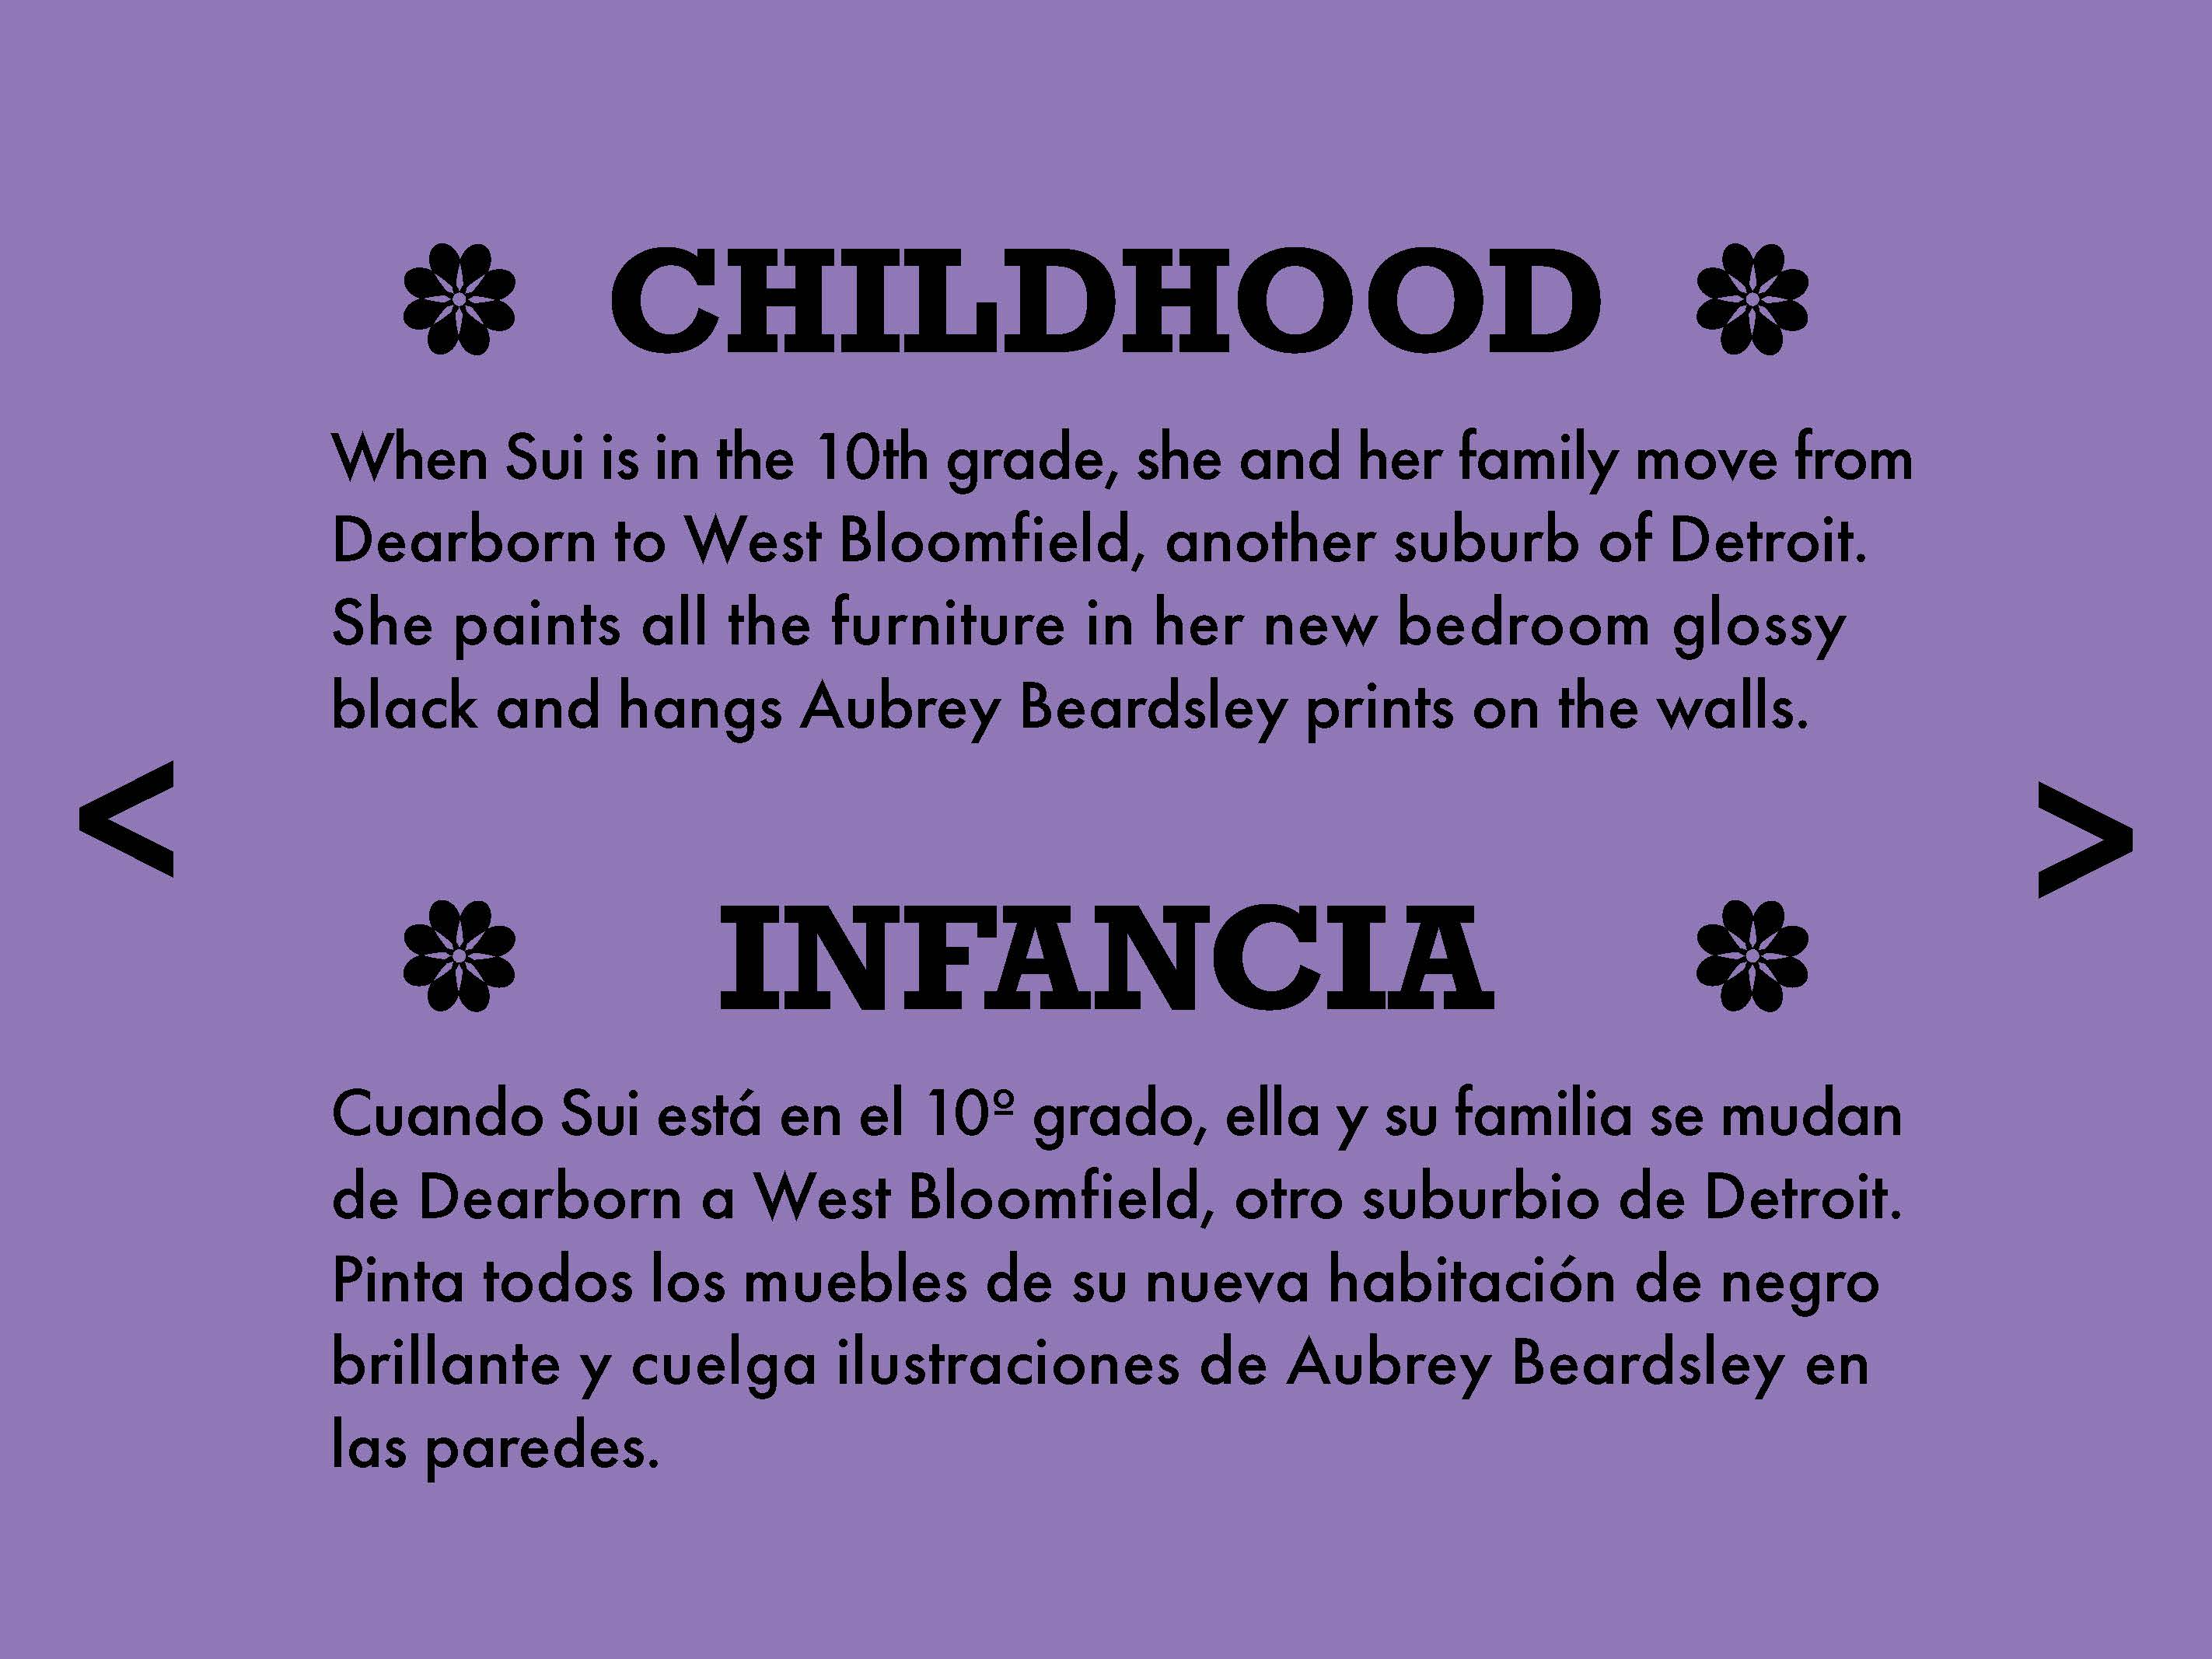 CHILDHOOD
When Sui is in the 10th grade, she and her family move from
Dearborn to West Bloomfield, another suburb of Detroit.
She paints all the furniture in her new bedroom glossy
black and hangs Aubrey Beardsley prints on the walls.
< >
INFANCIA
Cuando Sui está en el 10º grado, ella y su familia se mudan
de Dearborn a West Bloomfield, otro suburbio de Detroit.
Pinta todos los muebles de su nueva habitación de negro
brillante y cuelga ilustraciones de Aubrey Beardsley en
las paredes.